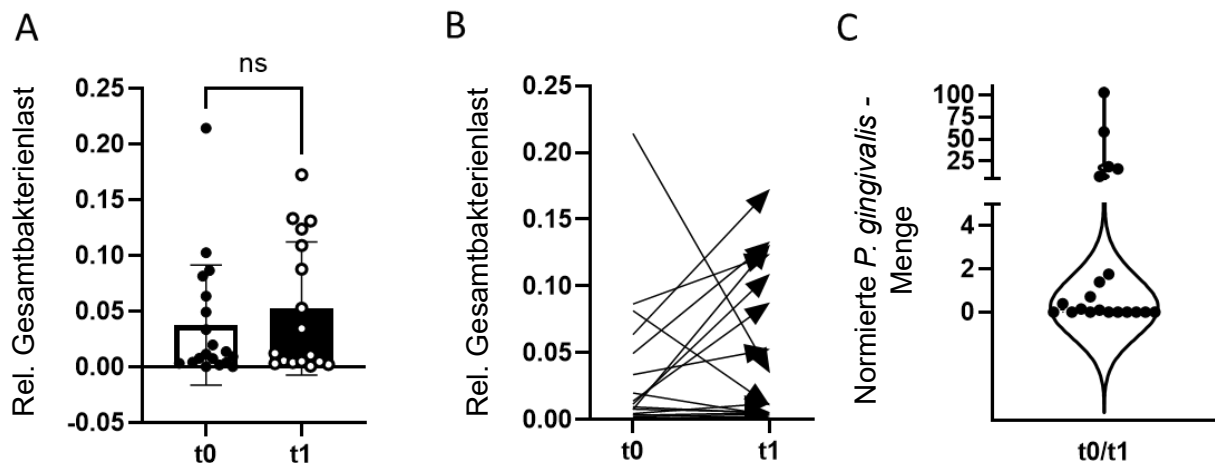 A
ns
Rel. Gesamtbakterienlast
0.25
0.20
0.15
0.10
0.05
0.00
-0.05
t0
t1
B
Rel. Gesamtbakterienlast
0.25
0.20
0.15
0.10
0.05
0.00
t0
t1
C
Normierte P. gingivalis -
Menge
100
75
50
25
4
2
0
t0/t1